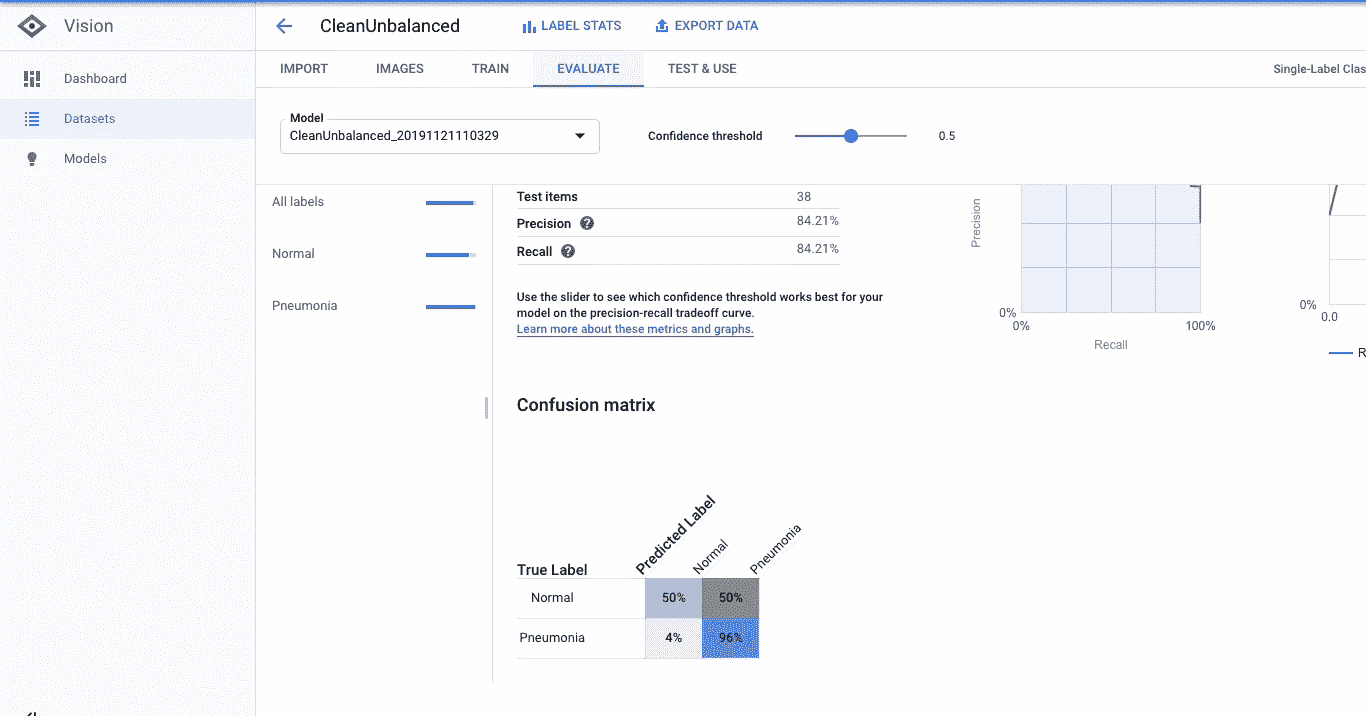 Vision
CleanUnbalanced
LABEL STATS
EXPORT DATA
Dashboard
Datasets
Models
IMPORT
IMAGES
TRAIN
EVALUATE
TEST & USE
Single-Label Clas
Model
CleanUnbalanced_20191121110329
Confidence threshold
0.5
All labels
Normal
Pneumonia
Test items 38
Precision ? 84.21%
Recall ? 84.21%
Use the slider to see which confidence threshold works best for your
model on the precision-recall tradeoff curve.
Learn more about these metrics and graphs.
Precision
0%
0%
100%
Recall
0%
0.0
R
Confusion matrix
True Label
Predicted Label
Normal
Pneumonia
Normal 50% 50%
Pneumonia 4% 96%